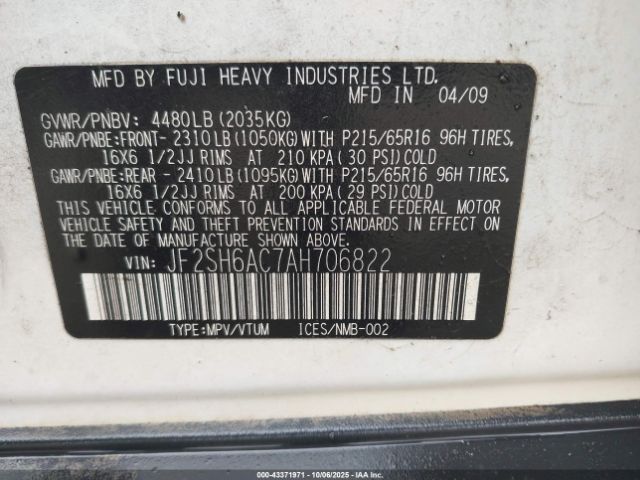 MFD BY FUJI HEAVY INDUSTRIES LTD.
MFD IN 04/09
GVWR/PNBV: 4480LB (2035KG)
GAWR/PNBE:FRONT- 2310LB (1050KG) WITH P215/65R16 96H TIRES,
16X6 1/2JJ RIMS AT 210 KPA (30 PSI) COLD
GAWR/PNBE:REAR - 2410LB (1095KG) WITH P215/65R16 96H TIRES,
16X6 1/2JJ RIMS AT 200 KPA (29 PSI) COLD
THIS VEHICLE CONFORMS TO ALL APPLICABLE FEDERAL MOTOR
VEHICLE SAFETY AND THEFT PREVENTION STANDARDS
IN EFFECT ON THE DATE OF MANUFACTURE SHOWN ABOVE.
VIN: JF2SH6AC7AH706822
TYPE:MPV/VTUM ICES/NMB-002
000-43371971 - 10/06/2025 - IAA Inc.